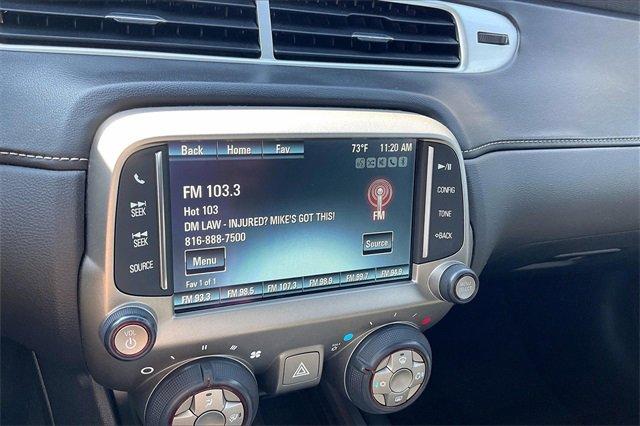 Back Home Fav 73°F 11:20 AM
FM 103.3
Hot 103
DM LAW - INJURED? MIKE'S GOT THIS!
816-888-7500
FM
Menu
Source
Fav 1 of 1
FM 93.3 FM 98.5 FM 107.3 FM 98.9 FM 99.7 FM 94.9
SEEK
SEEK
SOURCE
CONFIG
TONE
BACK
VOL
MENU
SELECT